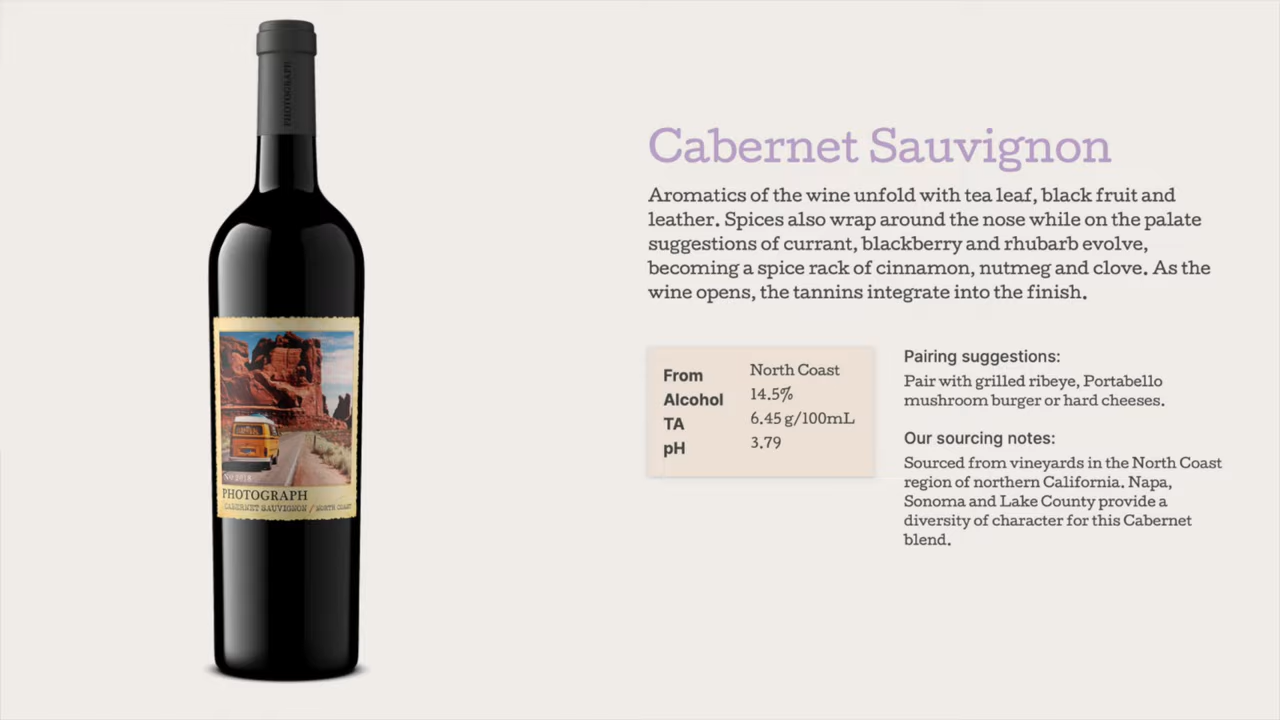 PHOTOGRAPH
No 2018
PHOTOGRAPH
CABERNET SAUVIGNON / NORTH COAST
Cabernet Sauvignon
Aromatics of the wine unfold with tea leaf, black fruit and
leather. Spices also wrap around the nose while on the palate
suggestions of currant, blackberry and rhubarb evolve,
becoming a spice rack of cinnamon, nutmeg and clove. As the
wine opens, the tannins integrate into the finish.
From North Coast
Alcohol 14.5%
TA 6.45 g/100mL
pH 3.79
Pairing suggestions:
Pair with grilled ribeye, Portabello
mushroom burger or hard cheeses.
Our sourcing notes:
Sourced from vineyards in the North Coast
region of northern California. Napa,
Sonoma and Lake County provide a
diversity of character for this Cabernet
blend.